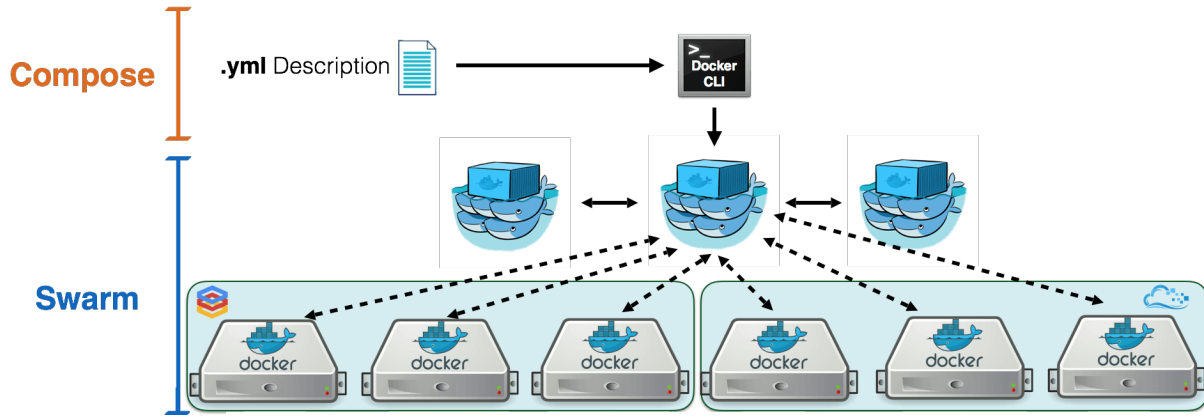 Compose
.yml Description
>_
Docker
CLI
Swarm
docker
docker
docker
docker
docker
docker